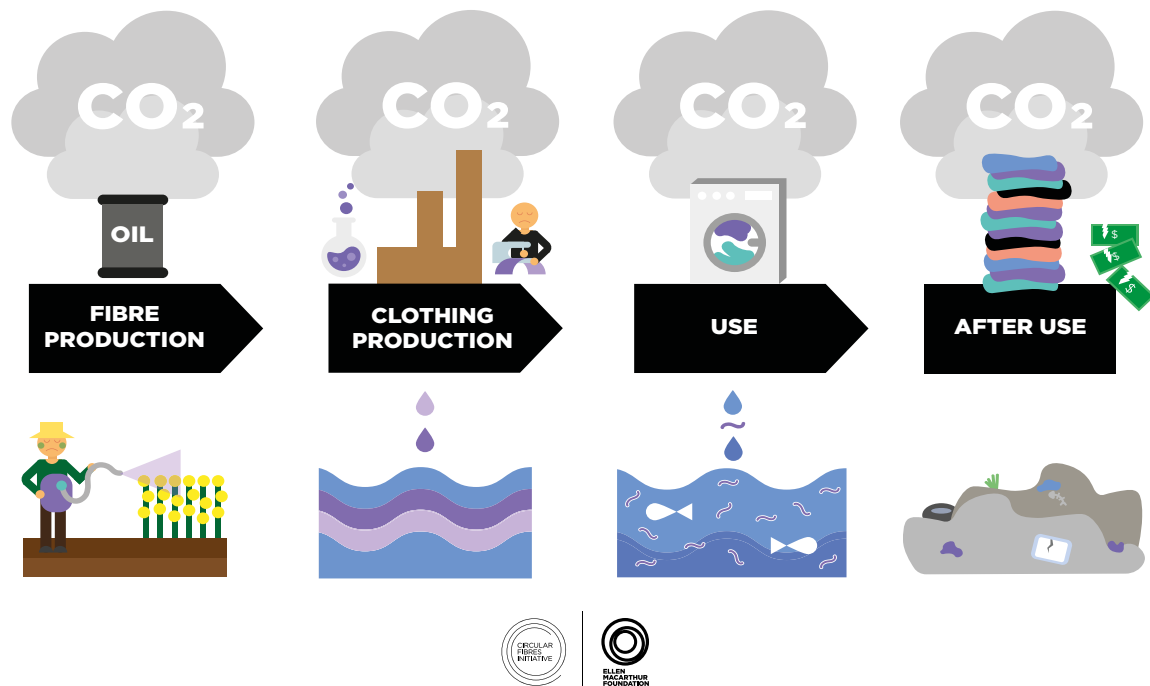 CO₂
CO₂
CO₂
CO₂
OIL
$
$
$
FIBRE
PRODUCTION
CLOTHING
PRODUCTION
USE
AFTER USE
CIRCULAR
FIBRES
INITIATIVE
ELLEN
MACARTHUR
FOUNDATION